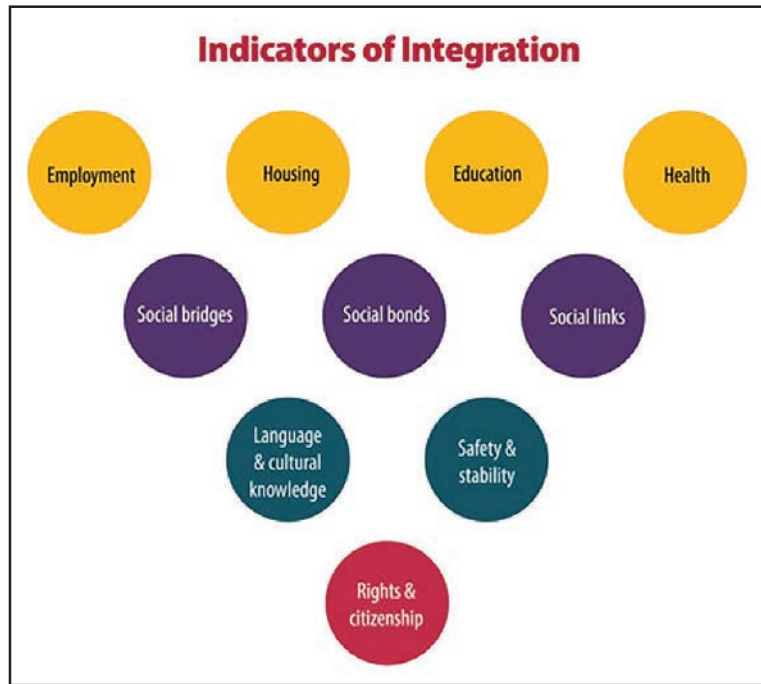 Indicators of Integration
Employment
Housing
Education
Health
Social bridges
Social bonds
Social links
Language
& cultural
knowledge
Safety &
stability
Rights &
citizenship